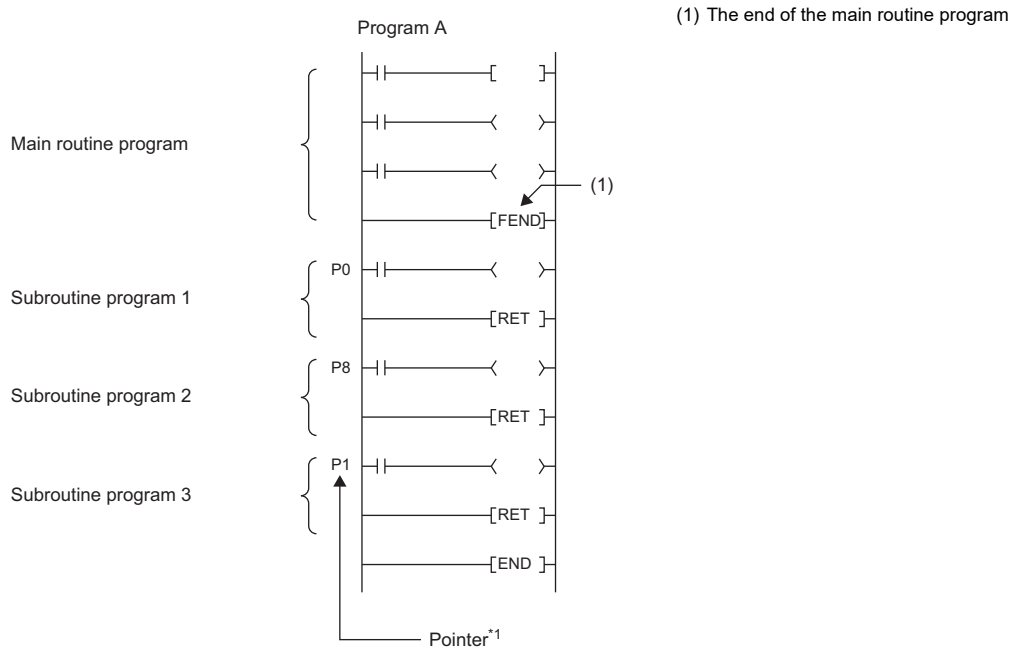 (1) The end of the main routine program
Program A
Main routine program
(1)
[FEND]
P0
Subroutine program 1
[RET ]
P8
Subroutine program 2
[RET ]
P1
Subroutine program 3
[RET ]
[END ]
Pointer*1